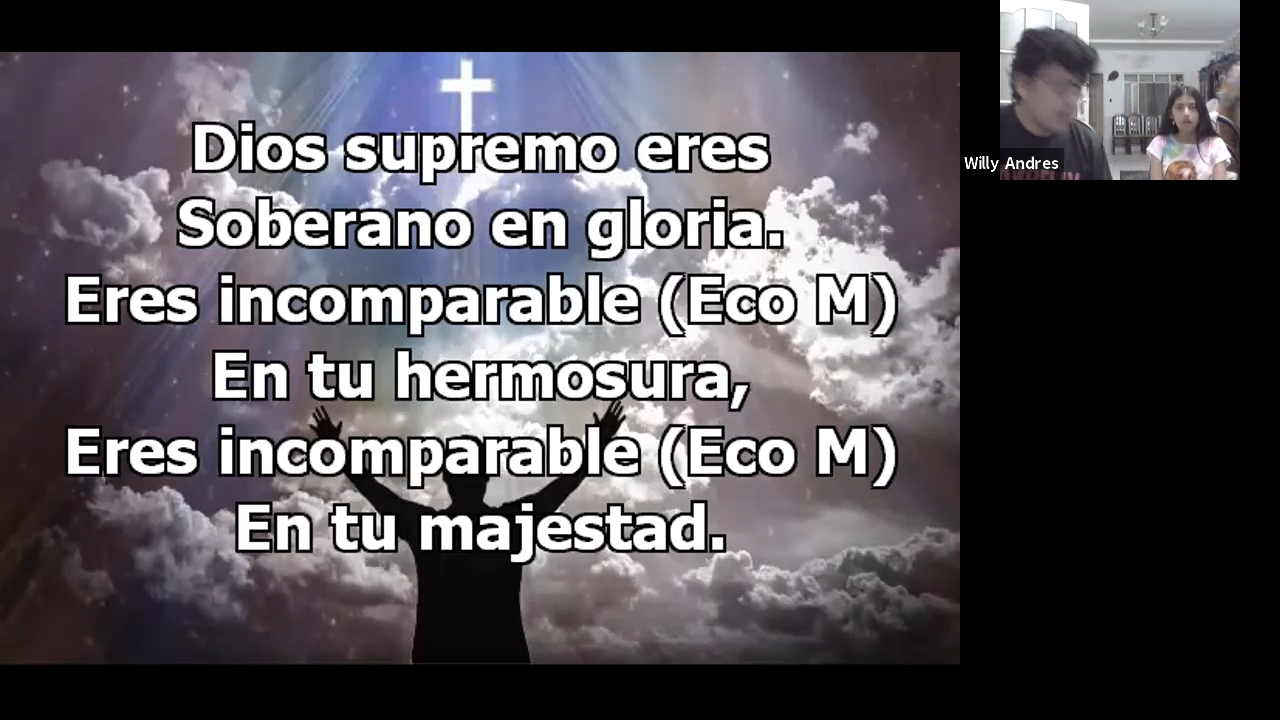 Dios supremo eres
Soberano en gloria.
Eres incomparable (Eco M)
En tu hermosura,
Eres incomparable (Eco M)
En tu majestad.
Willy Andres